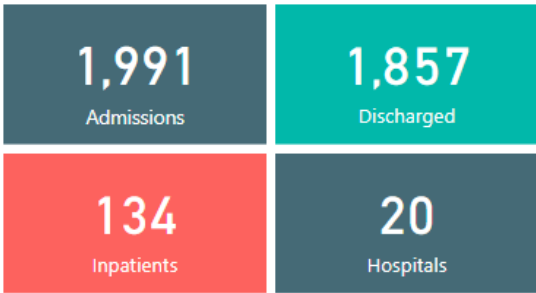 1,991
Admissions
1,857
Discharged
134
Inpatients
20
Hospitals